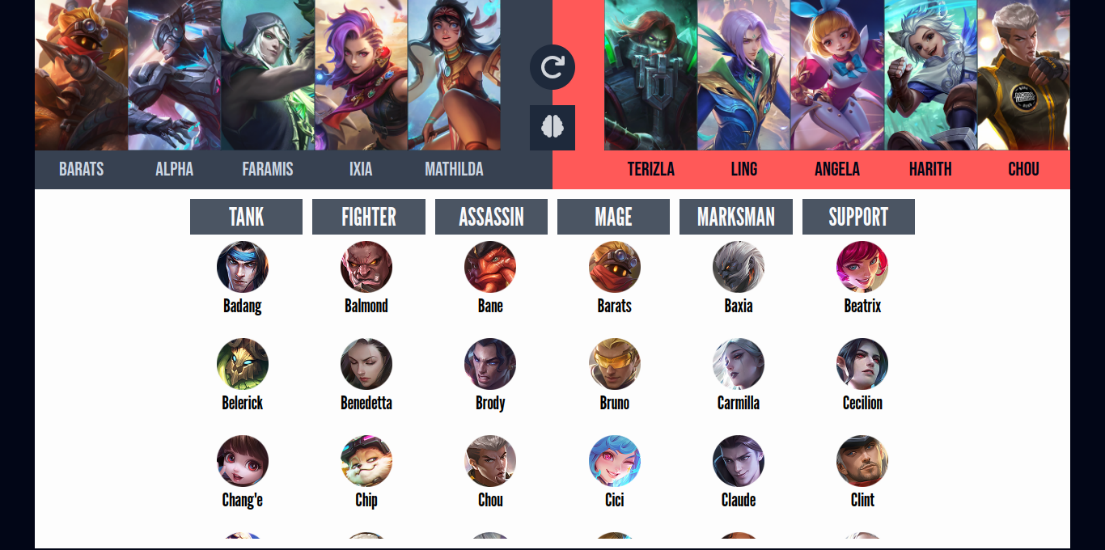 BARATS ALPHA FARAMIS IXIA MATHILDA TERIZLA LING ANGELA HARITH CHOU
TANK FIGHTER ASSASSIN MAGE MARKSMAN SUPPORT
Badang Balmond Bane Barats Baxia Beatrix
Belerick Benedetta Brody Bruno Carmilla Cecilion
Chang'e Chip Chou Cici Claude Clint